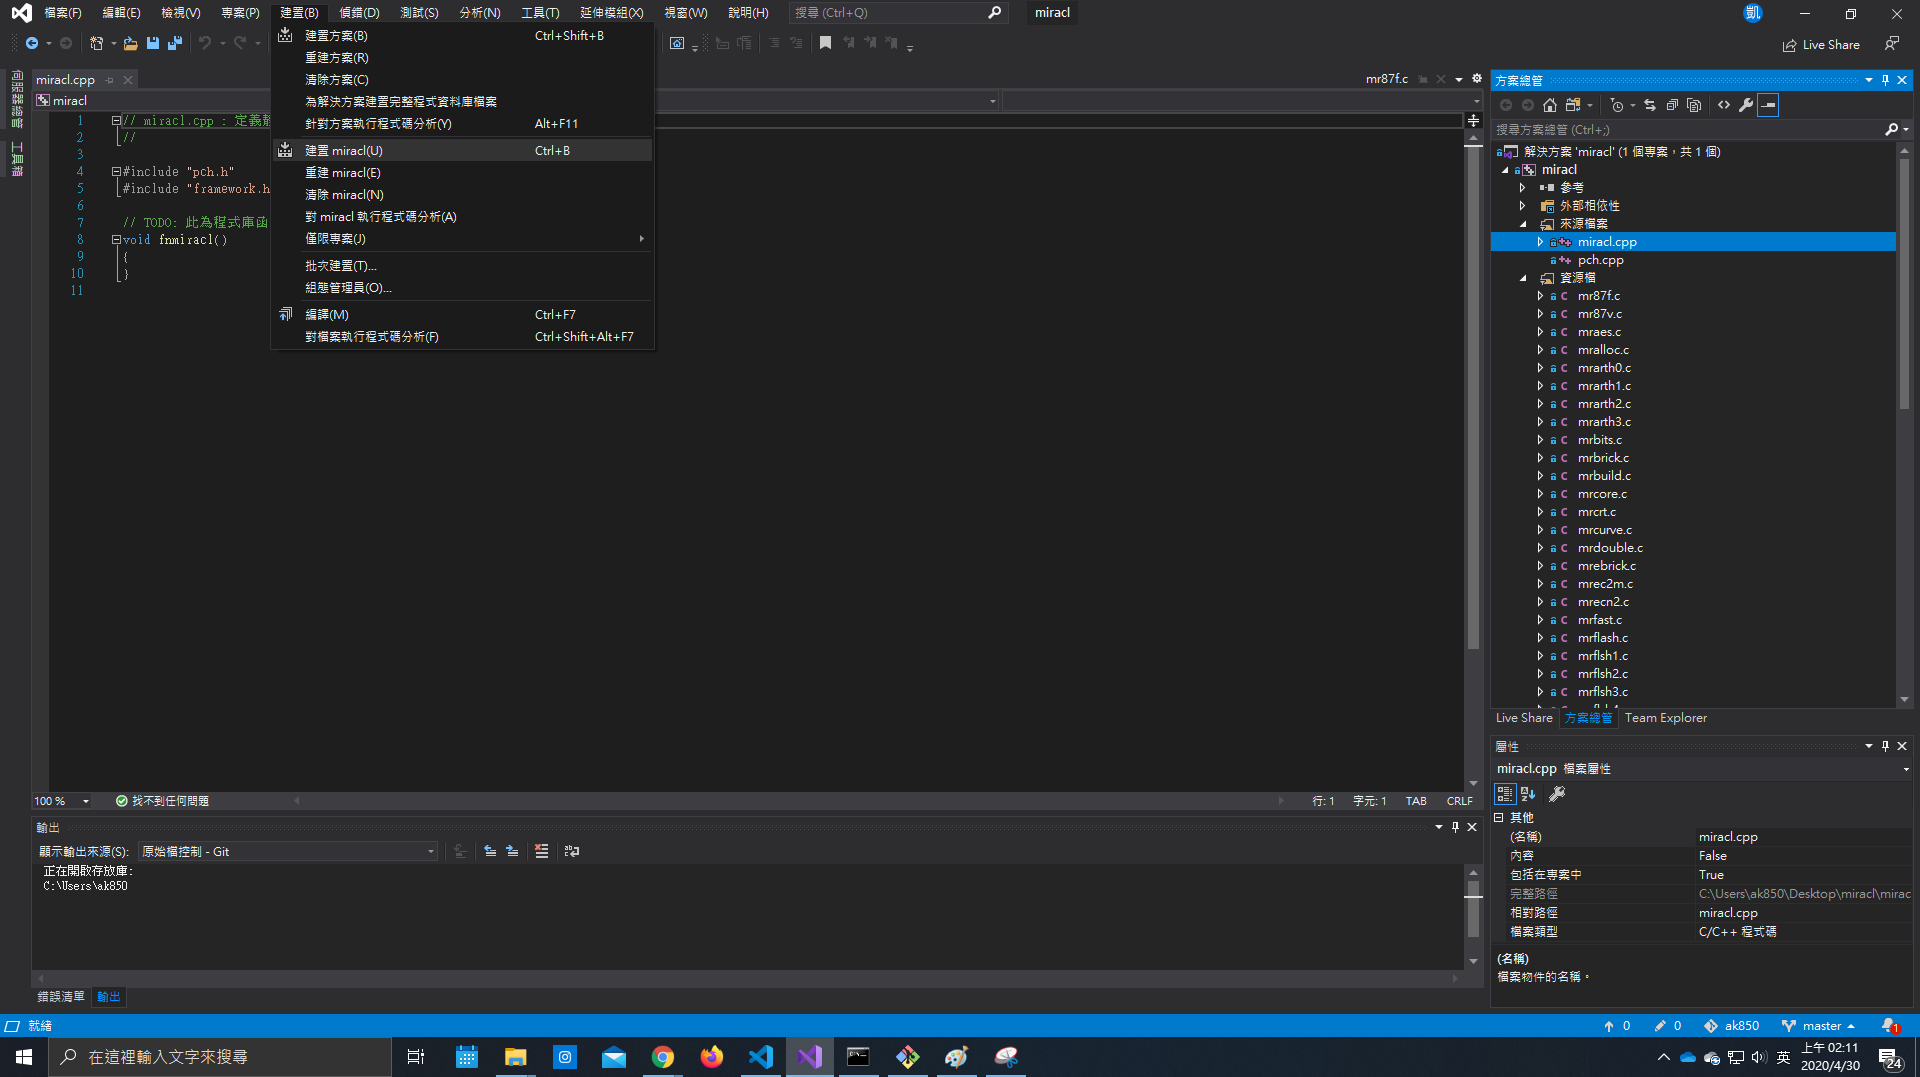 檔案(F) 編輯(E) 檢視(V) 專案(P) 建置(B) 偵錯(D) 測試(S) 分析(N) 工具(T) 延伸模組(X) 視窗(W) 說明(H) 搜尋 (Ctrl+Q) miracl 凱
Live Share
建置方案(B) Ctrl+Shift+B
重建方案(R)
清除方案(C)
為解決方案建置完整程式資料庫檔案
針對方案執行程式碼分析(Y) Alt+F11
建置 miracl(U) Ctrl+B
重建 miracl(E)
清除 miracl(N)
對 miracl 執行程式碼分析(A)
僅限專案(J)
批次建置(T)...
組態管理員(O)...
編譯(M) Ctrl+F7
對檔案執行程式碼分析(F) Ctrl+Shift+Alt+F7
伺服器總管
工具箱
miracl.cpp
mr87f.c
miracl
1 // miracl.cpp : 定義靜
2 //
3
4 #include "pch.h"
5 #include "framework.h
6
7 // TODO: 此為程式庫函
8 void fnmiracl()
9 {
10 }
11
100 % 找不到任何問題 行: 1 字元: 1 TAB CRLF
輸出
顯示輸出來源(S): 原始檔控制 - Git
正在開啟存放庫:
C:\Users\ak850
錯誤清單 輸出
方案總管
搜尋方案總管 (Ctrl+;)
解決方案 'miracl' (1 個專案，共 1 個)
miracl
參考
外部相依性
來源檔案
miracl.cpp
pch.cpp
資源檔
mr87f.c
mr87v.c
mraes.c
mralloc.c
mrarth0.c
mrarth1.c
mrarth2.c
mrarth3.c
mrbits.c
mrbrick.c
mrbuild.c
mrcore.c
mrcrt.c
mrcurve.c
mrdouble.c
mrebrick.c
mrec2m.c
mrecn2.c
mrfast.c
mrflash.c
mrflsh1.c
mrflsh2.c
mrflsh3.c
Live Share 方案總管 Team Explorer
屬性
miracl.cpp 檔案屬性
其他
(名稱) miracl.cpp
內容 False
包括在專案中 True
完整路徑 C:\Users\ak850\Desktop\miracl\mirac
相對路徑 miracl.cpp
檔案類型 C/C++ 程式碼
(名稱)
檔案物件的名稱。
就緒 0 0 ak850 master 1
在這裡輸入文字來搜尋
英 上午 02:11
2020/4/30 24